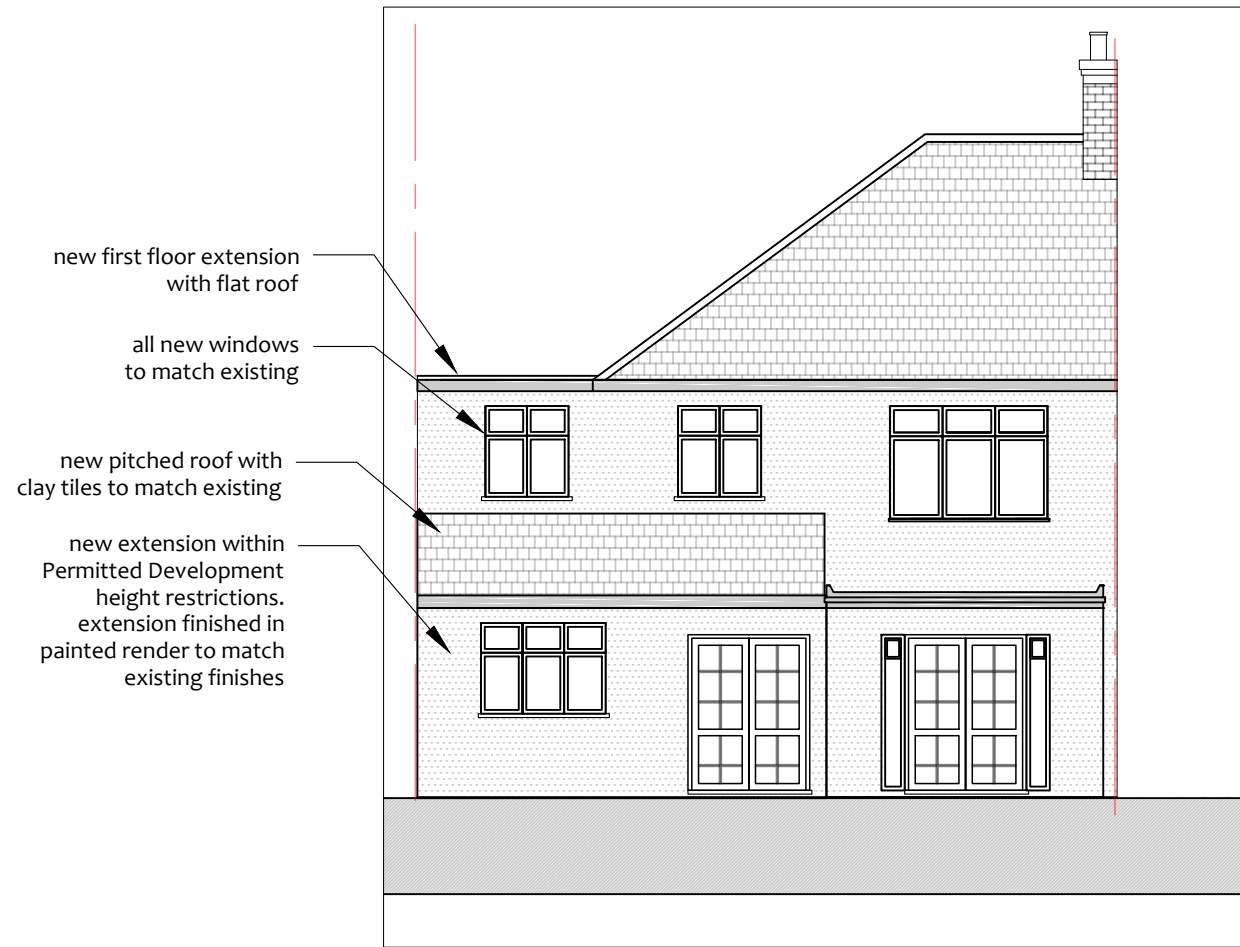 new first floor extension
with flat roof
all new windows
to match existing
new pitched roof with
clay tiles to match existing
new extension within
Permitted Development
height restrictions.
extension finished in
painted render to match
existing finishes